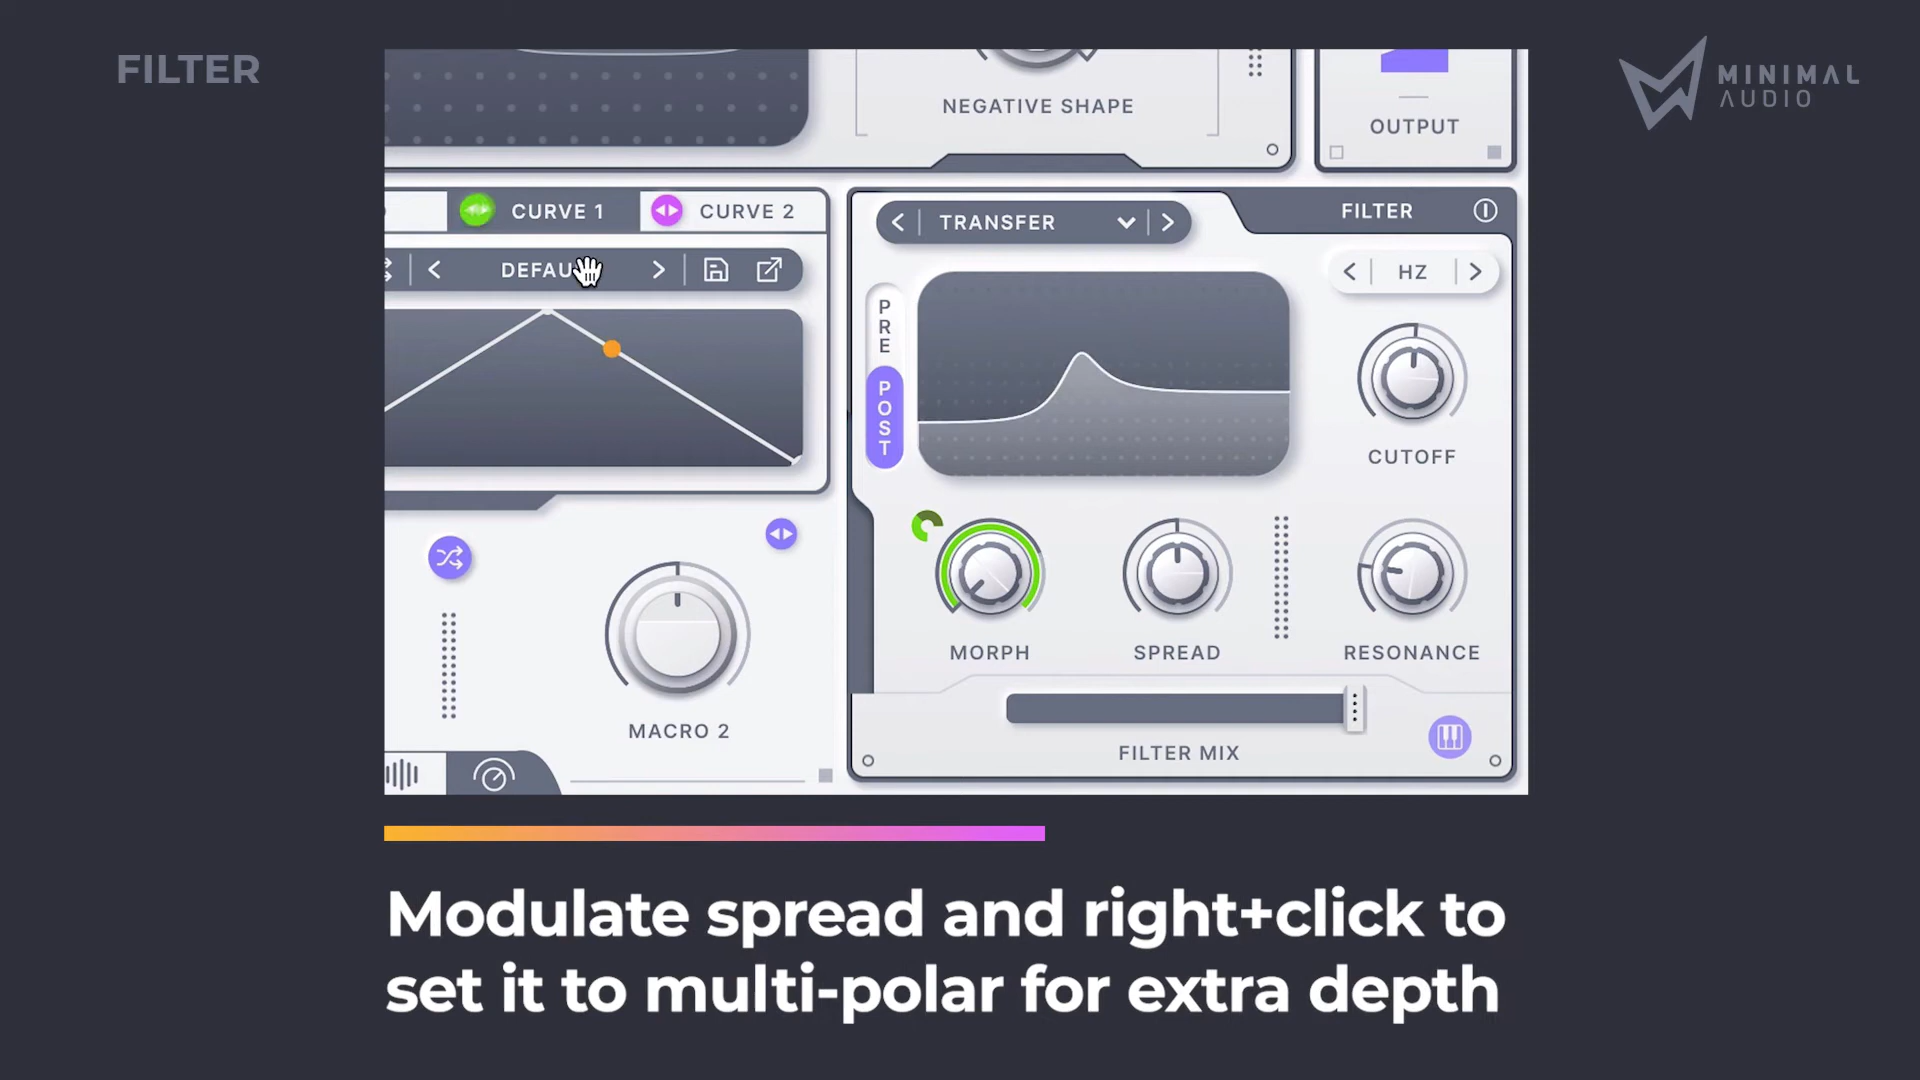 FILTER
MINIMAL
AUDIO
NEGATIVE SHAPE
OUTPUT
CURVE 1
CURVE 2
TRANSFER
FILTER
DEFAU
HZ
PRE
POST
CUTOFF
MORPH
SPREAD
RESONANCE
MACRO 2
FILTER MIX
Modulate spread and right+click to
set it to multi-polar for extra depth